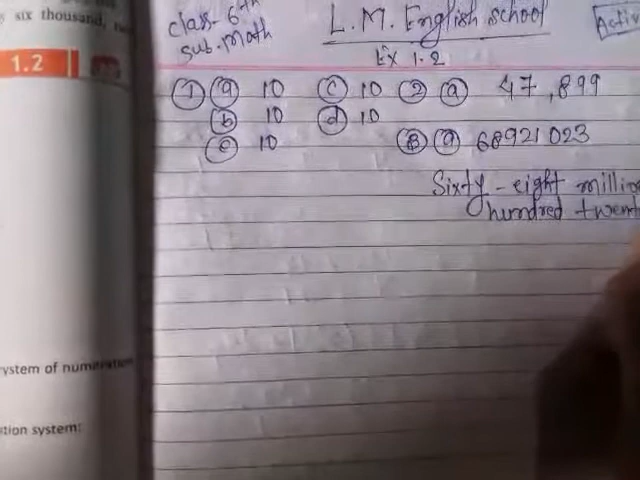 six thousand,
1.2
ystem of numeration
tion system:
class- 6th
sub. math
L.M. English school
Activ
Ex 1.2
① ⓐ 10 ⓒ 10 ② ⓐ 47,899
ⓑ 10 ⓓ 10
ⓔ 10 ③ ⓐ 68921023
Sixty-eight millio
hundred twent